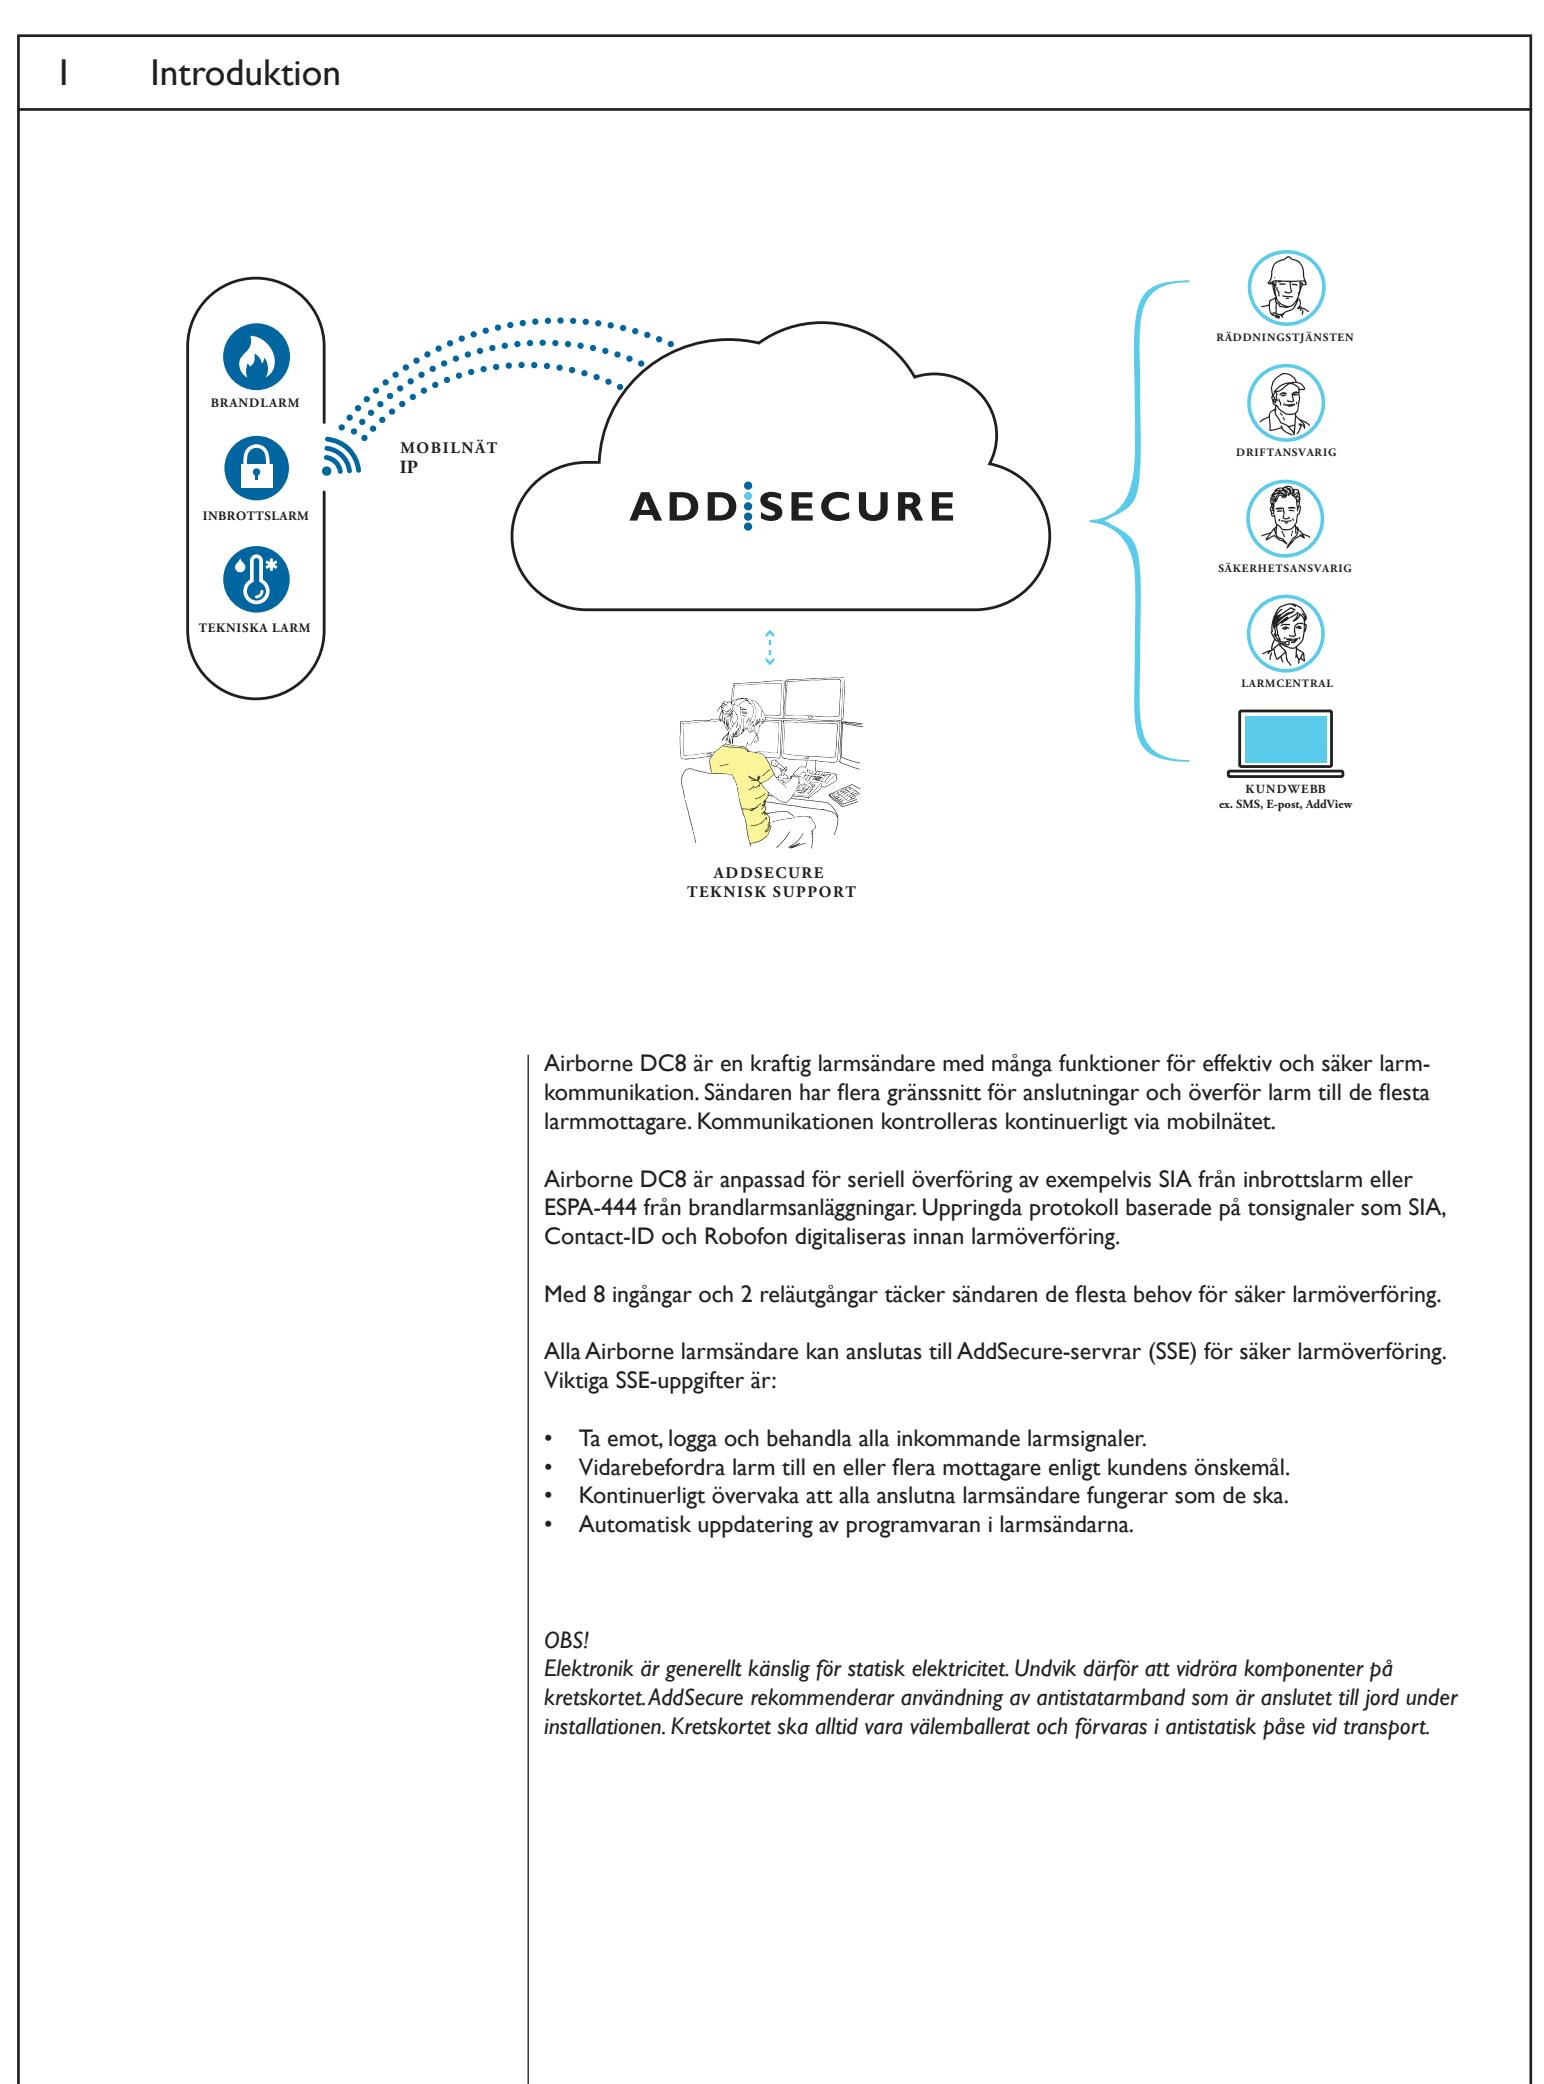 1 Introduktion
BRANDLARM
INBROTTSLARM
TEKNISKA LARM
MOBILNÄT
IP
ADDSECURE
ADDSECURE
TEKNISK SUPPORT
RÄDDNINGSTJÄNSTEN
DRIFTANSVARIG
SÄKERHETSANSVARIG
LARMCENTRAL
KUNDWEBB
ex. SMS, E-post, AddView
Airborne DC8 är en kraftig larmsändare med många funktioner för effektiv och säker larm-
kommunikation. Sändaren har flera gränssnitt för anslutningar och överför larm till de flesta
larmmottagare. Kommunikationen kontrolleras kontinuerligt via mobilnätet.
Airborne DC8 är anpassad för seriell överföring av exempelvis SIA från inbrottslarm eller
ESPA-444 från brandlarmsanläggningar. Uppringda protokoll baserade på tonsignaler som SIA,
Contact-ID och Robofon digitaliseras innan larmöverföring.
Med 8 ingångar och 2 reläutgångar täcker sändaren de flesta behov för säker larmöverföring.
Alla Airborne larmsändare kan anslutas till AddSecure-servrar (SSE) för säker larmöverföring.
Viktiga SSE-uppgifter är:
• Ta emot, logga och behandla alla inkommande larmsignaler.
• Vidarebefordra larm till en eller flera mottagare enligt kundens önskemål.
• Kontinuerligt övervaka att alla anslutna larmsändare fungerar som de ska.
• Automatisk uppdatering av programvaran i larmsändarna.
OBS!
Elektronik är generellt känslig för statisk elektricitet. Undvik därför att vidröra komponenter på
kretskortet. AddSecure rekommenderar användning av antistatarmband som är anslutet till jord under
installationen. Kretskortet ska alltid vara välemballerat och förvaras i antistatisk påse vid transport.